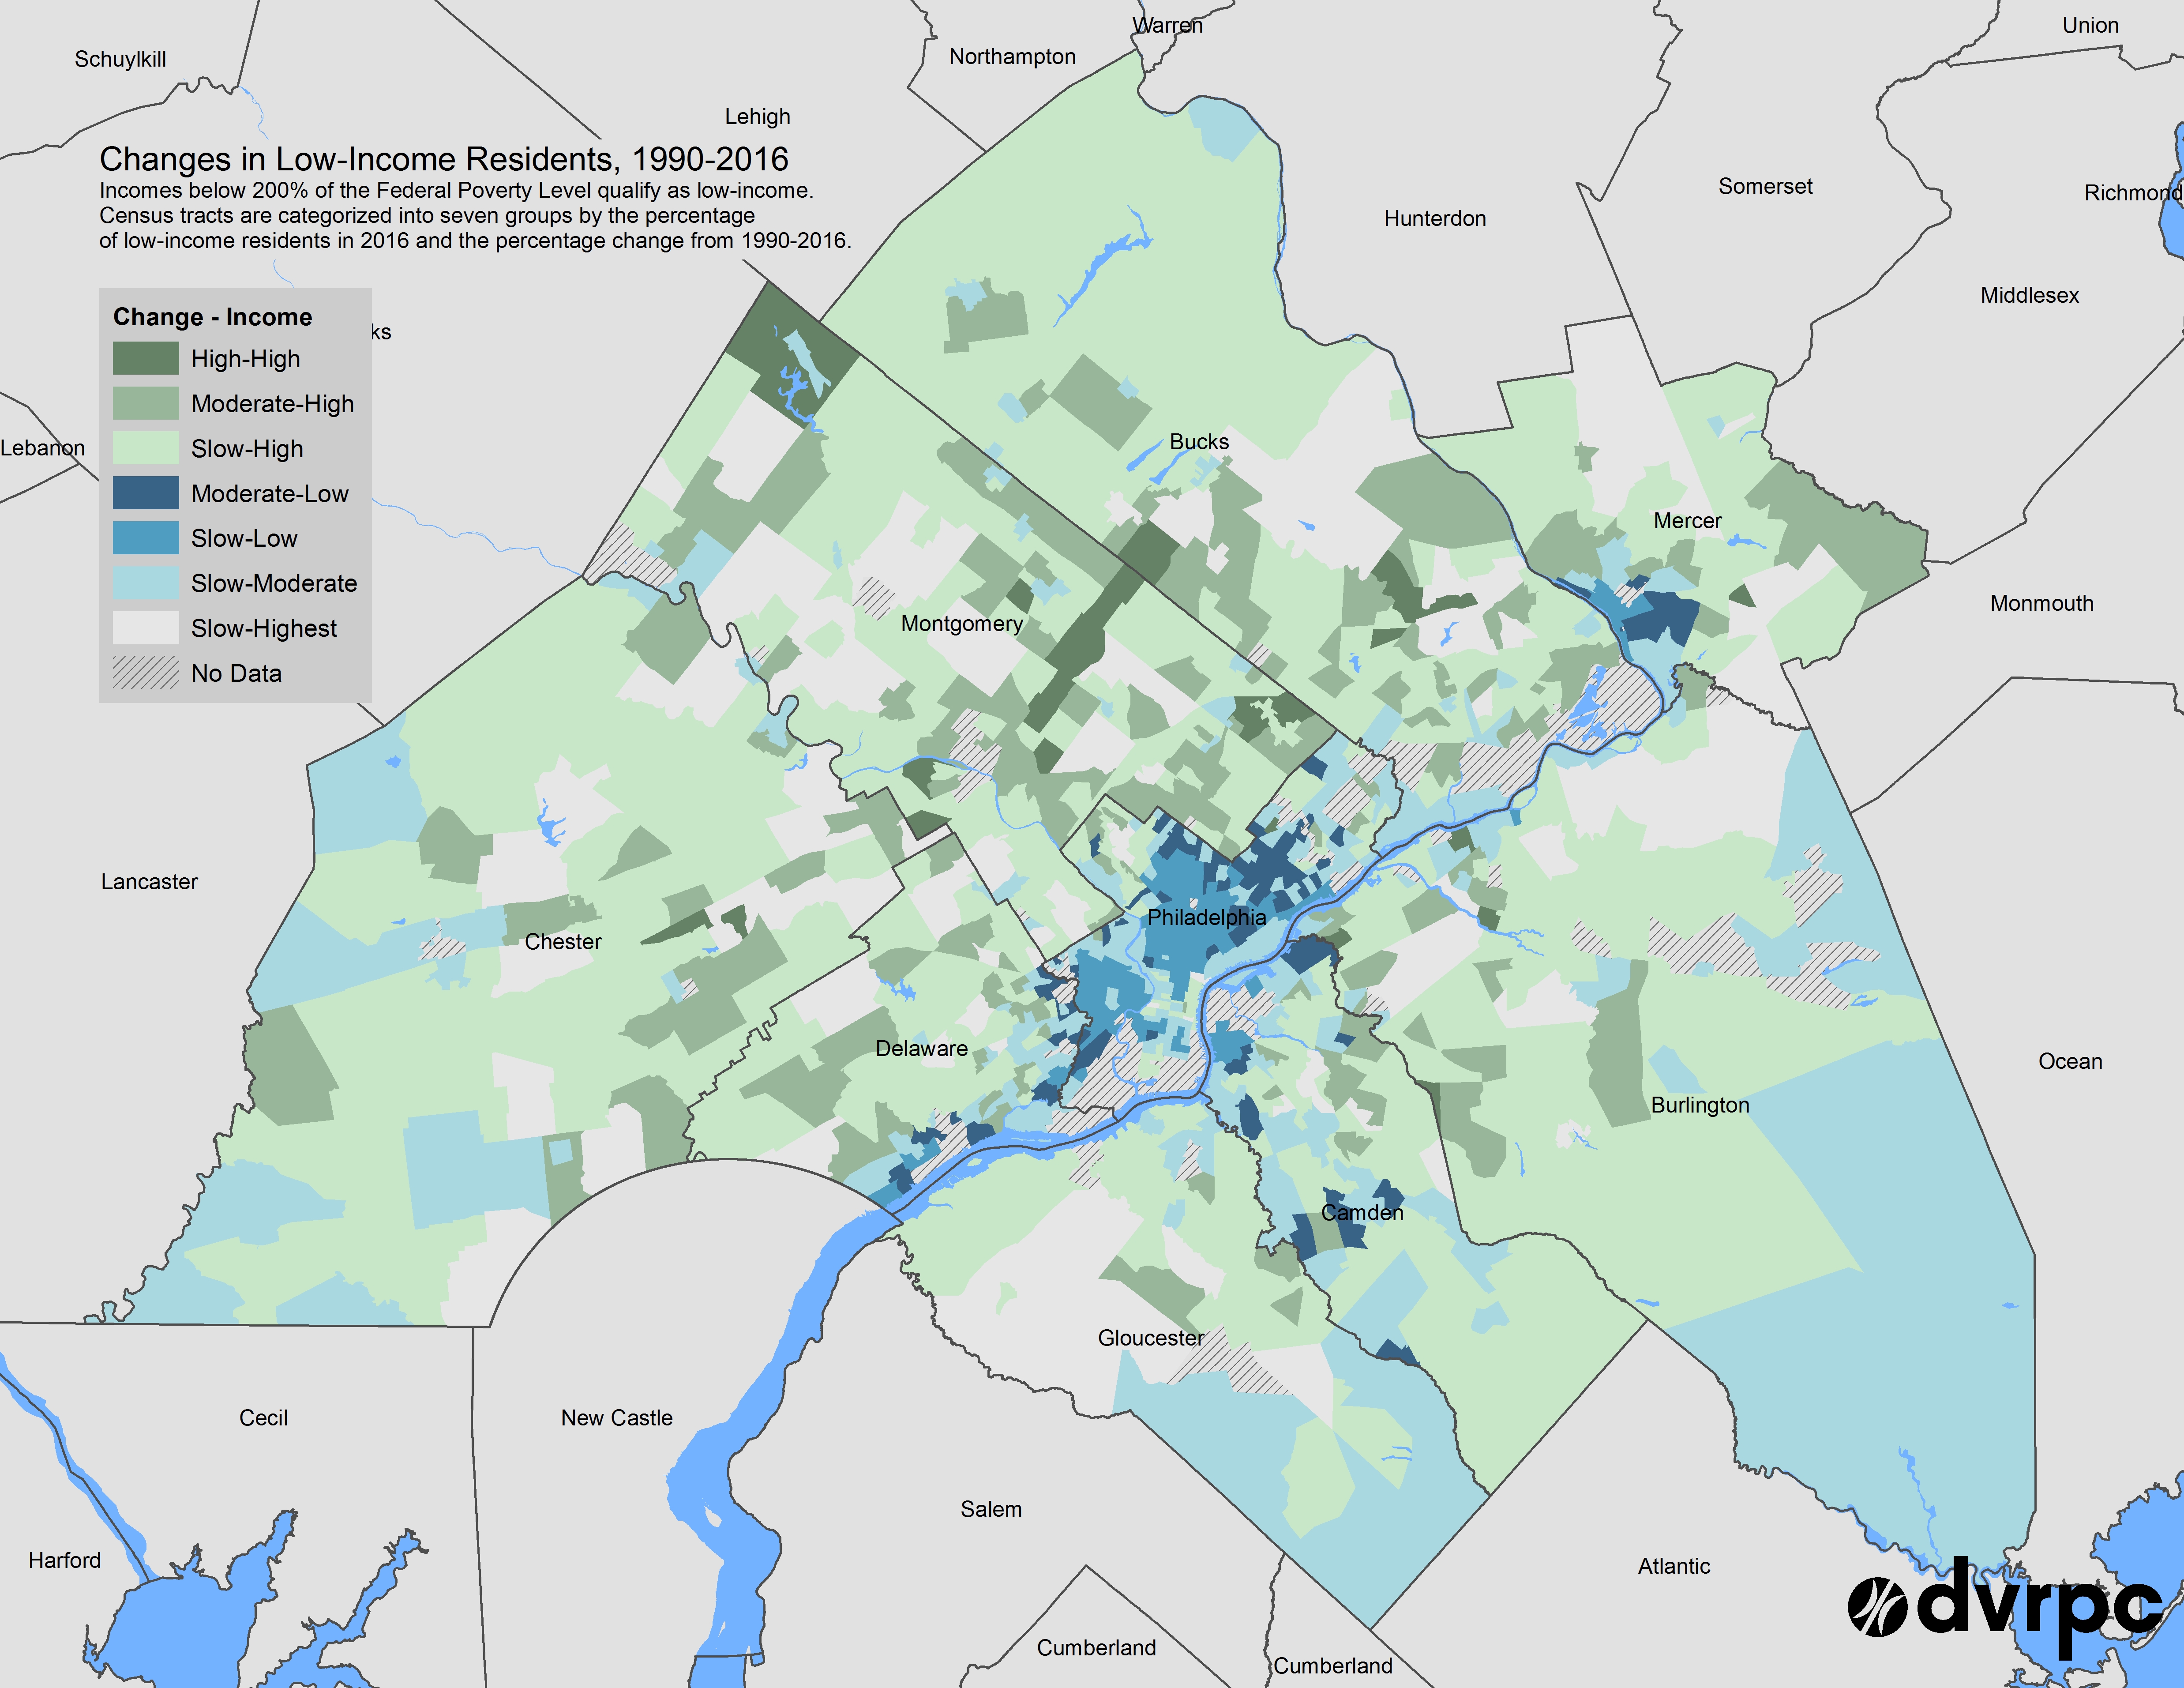 Warren
Union
Schuylkill
Northampton
Lehigh
Changes in Low-Income Residents, 1990-2016
Incomes below 200% of the Federal Poverty Level qualify as low-income.
Census tracts are categorized into seven groups by the percentage
of low-income residents in 2016 and the percentage change from 1990-2016.
Somerset
Richmond
Hunterdon
Middlesex
Change - Income
ks
High-High
Moderate-High
Slow-High
Moderate-Low
Slow-Low
Slow-Moderate
Slow-Highest
No Data
Lebanon
Bucks
Mercer
Monmouth
Montgomery
Lancaster
Philadelphia
Chester
Delaware
Ocean
Burlington
Camden
Gloucester
Cecil
New Castle
Salem
Harford
Atlantic
dvrpc
Cumberland
Cumberland